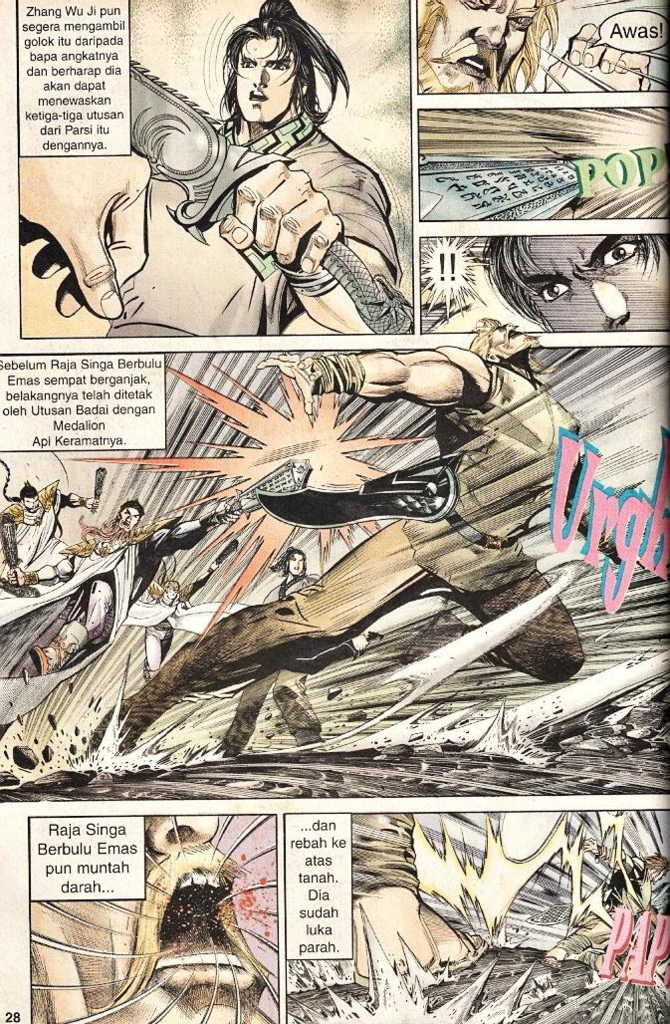 Zhang Wu Ji pun
segera mengambil
golok itu daripada
bapa angkatnya
dan berharap dia
akan dapat
menewaskan
ketiga-tiga utusan
dari Parsi itu
dengannya.
Awas!
POP!
!!
Sebelum Raja Singa Berbulu
Emas sempat berganjak,
belakangnya telah ditetak
oleh Utusan Badai dengan
Medalion
Api Keramatnya.
Urgh
Raja Singa
Berbulu Emas
pun muntah
darah...
...dan
rebah ke
atas
tanah.
Dia
sudah
luka
parah.
PAP
28